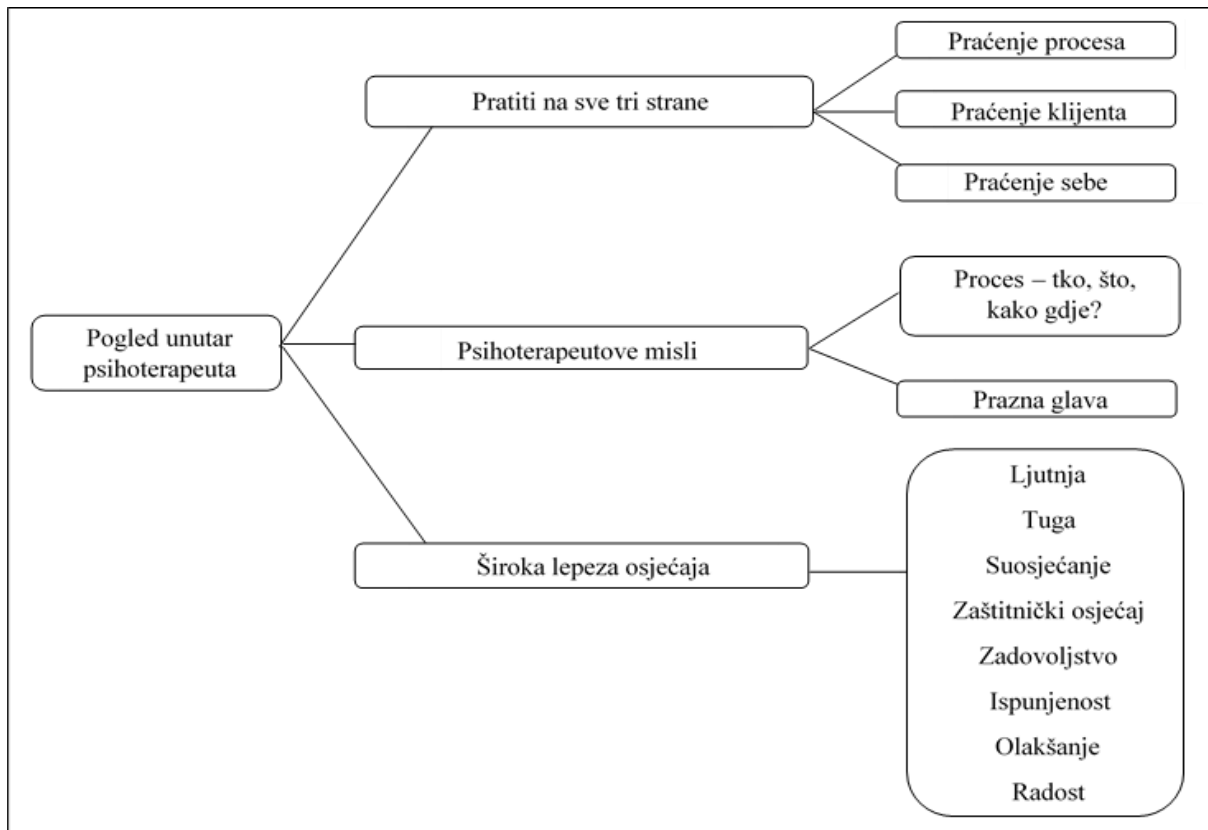 Pogled unutar
psihoterapeuta
Pratiti na sve tri strane
Praćenje procesa
Praćenje klijenta
Praćenje sebe
Psihoterapeutove misli
Proces – tko, što,
kako gdje?
Prazna glava
Široka lepeza osjećaja
Ljutnja
Tuga
Suosjećanje
Zaštitnički osjećaj
Zadovoljstvo
Ispunjenost
Olakšanje
Radost